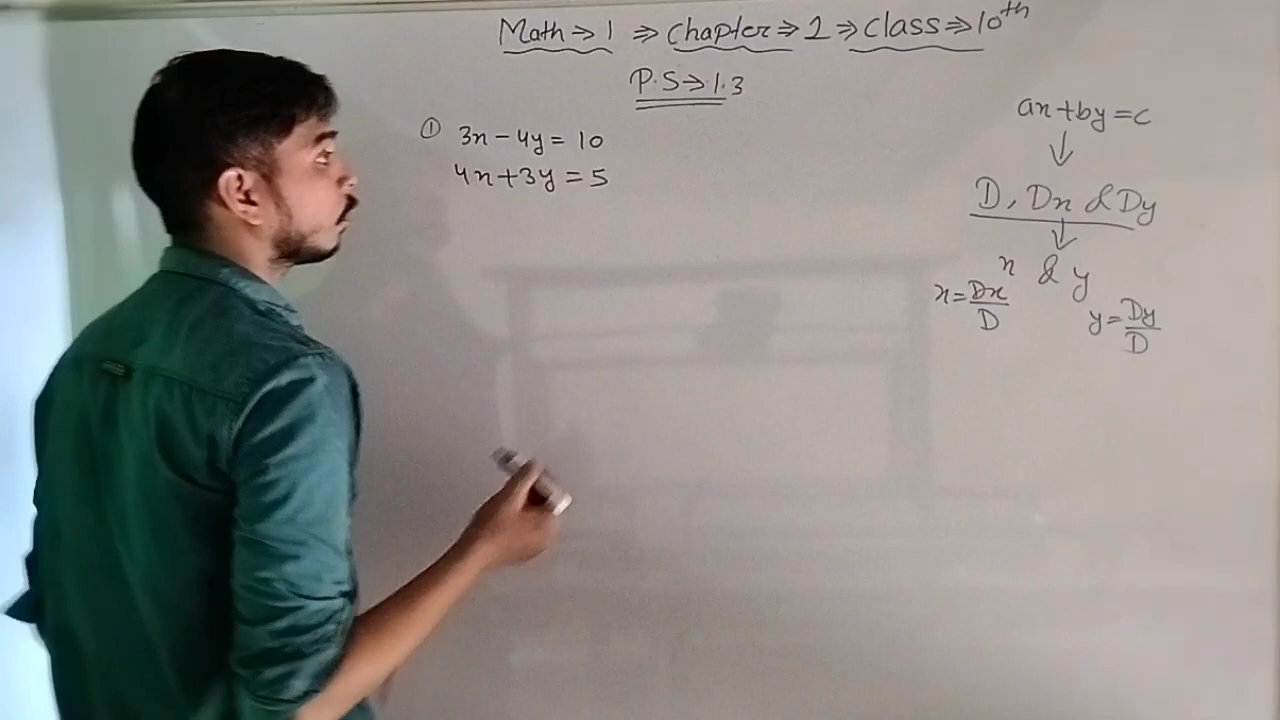 Math → 1 ⇒ Chapter ⇒ 1 ⇒ Class ⇒ 10th
P.S → 1.3
① 3x − 4y = 10
4x + 3y = 5
ax + by = c
↓
D, Dx & Dy
↓
x & y
x = Dx/D
y = Dy/D